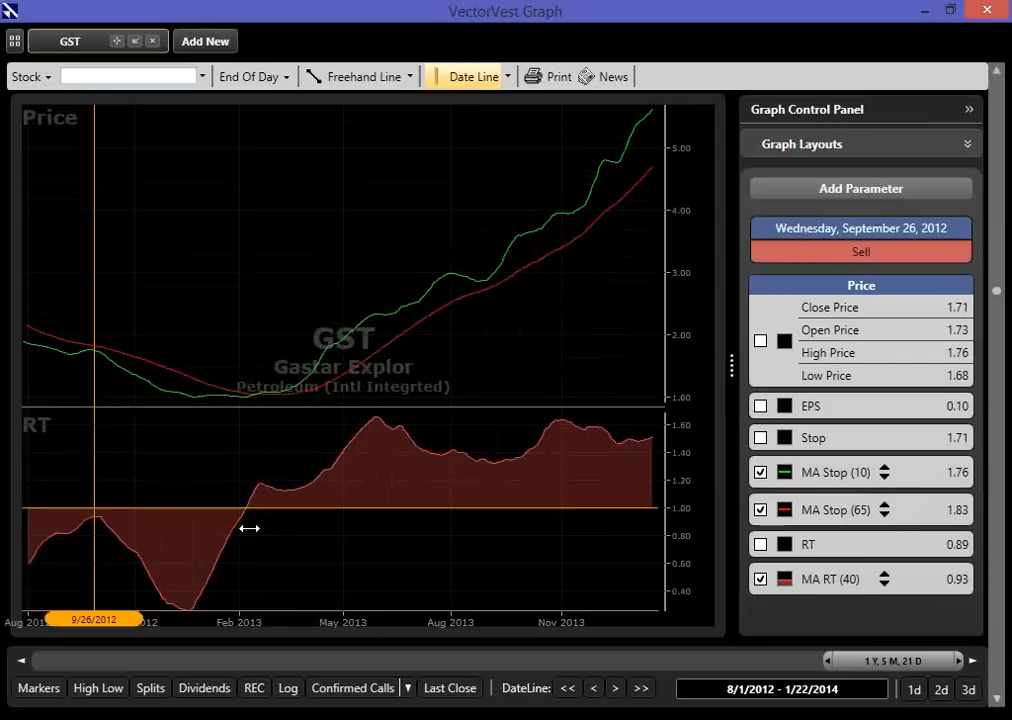 VectorVest Graph
GST
Add New
Stock
End Of Day
Freehand Line
Date Line
Print
News
Price
5.00
4.00
3.00
2.00
1.00
GST
Gastar Explor
Petroleum (Intl Integrted)
RT
1.60
1.40
1.20
1.00
0.80
0.60
0.40
Aug 201
9/26/2012
012
Feb 2013
May 2013
Aug 2013
Nov 2013
Graph Control Panel
Graph Layouts
Add Parameter
Wednesday, September 26, 2012
Sell
Price
Close Price 1.71
Open Price 1.73
High Price 1.76
Low Price 1.68
EPS 0.10
Stop 1.71
MA Stop (10) 1.76
MA Stop (65) 1.83
RT 0.89
MA RT (40) 0.93
1 Y, 5 M, 21 D
Markers
High Low
Splits
Dividends
REC
Log
Confirmed Calls
Last Close
DateLine:
<<
<
>
>>
8/1/2012 - 1/22/2014
1d
2d
3d